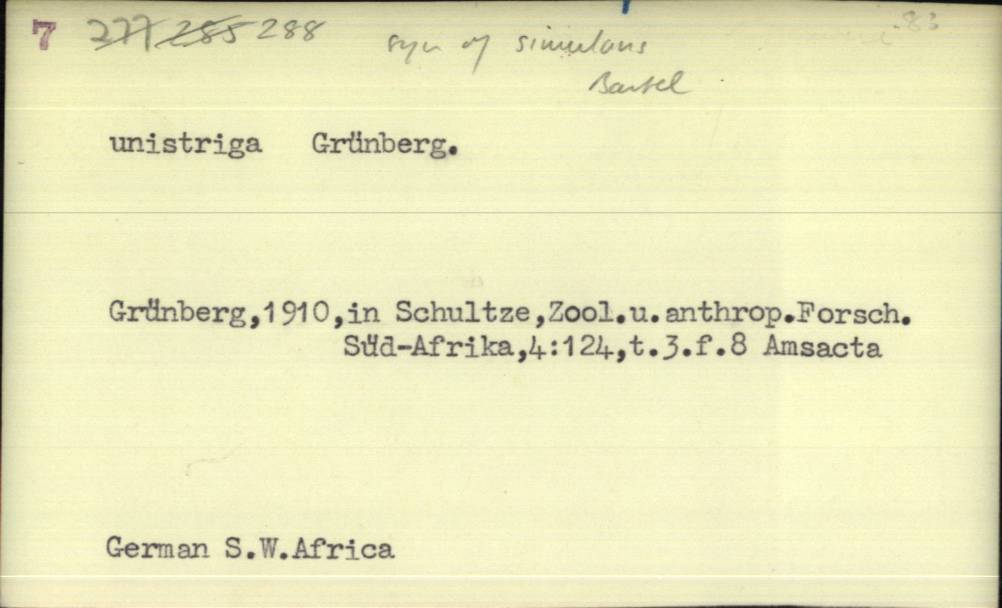 7 277 285 288 syn of simulans
Bartel
unistriga Grünberg.
Grünberg,1910,in Schultze,Zool.u.anthrop.Forsch.
Süd-Afrika,4:124,t.3.f.8 Amsacta
German S.W.Africa